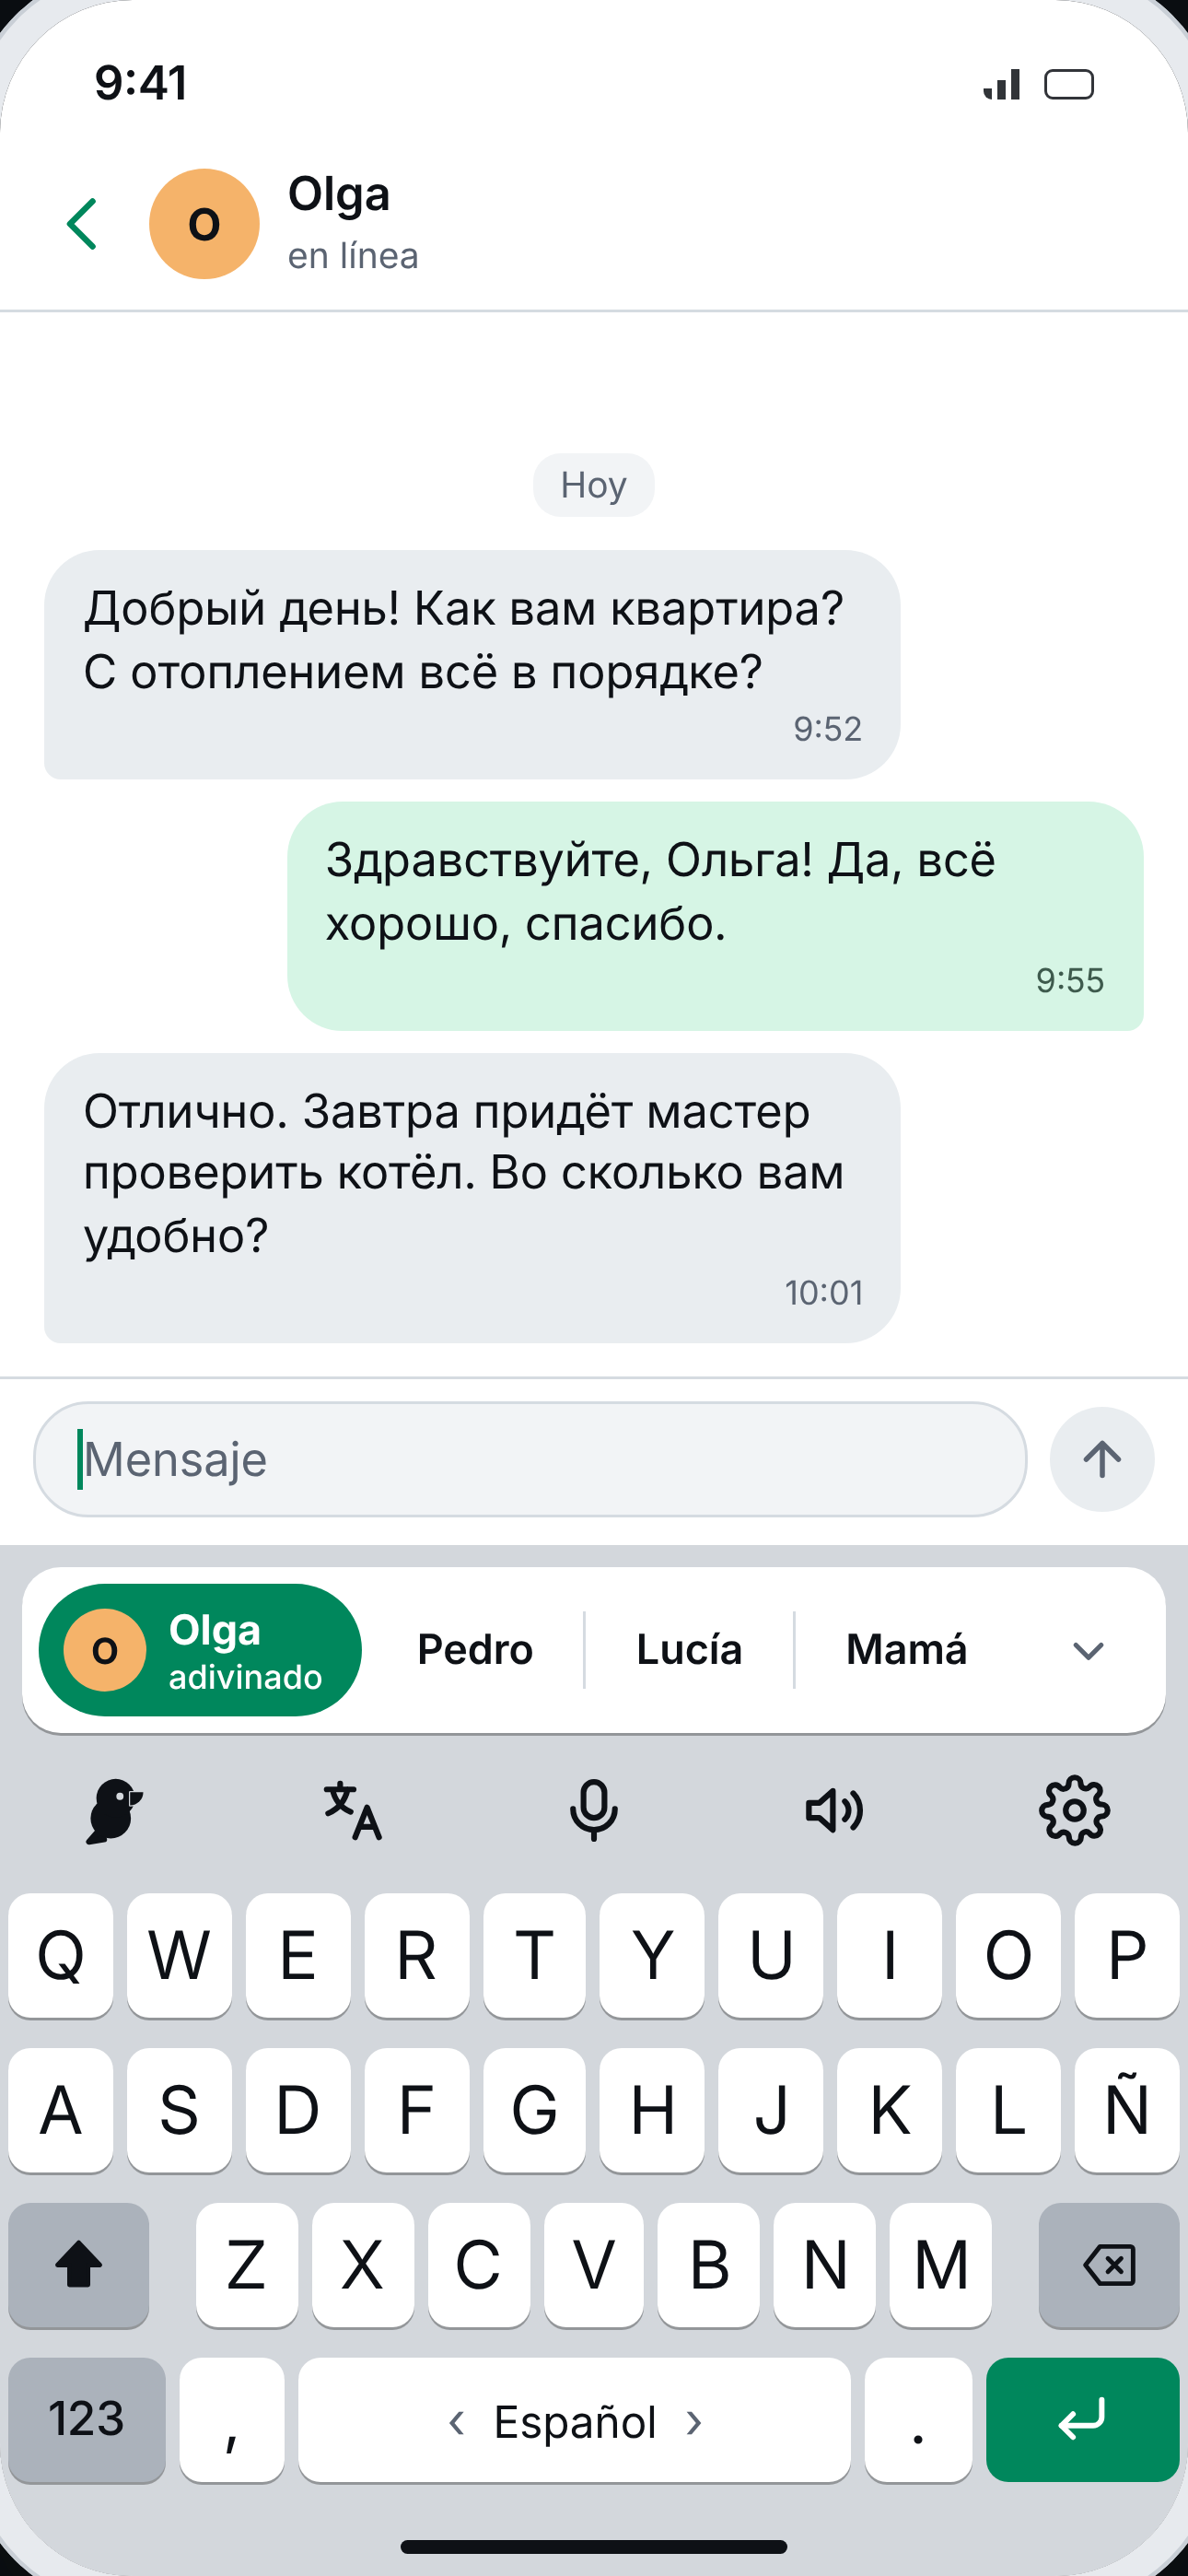 9:41
O
Olga
en línea
Hoy
Добрый день! Как вам квартира?
С отоплением всё в порядке?
9:52
Здравствуйте, Ольга! Да, всё
хорошо, спасибо.
9:55
Отлично. Завтра придёт мастер
проверить котёл. Во сколько вам
удобно?
10:01
Mensaje
O
Olga
adivinado
Pedro
Lucía
Mamá
文A
Q W E R T Y U I O P
A S D F G H J K L Ñ
Z X C V B N M
123 , ‹ Español › .